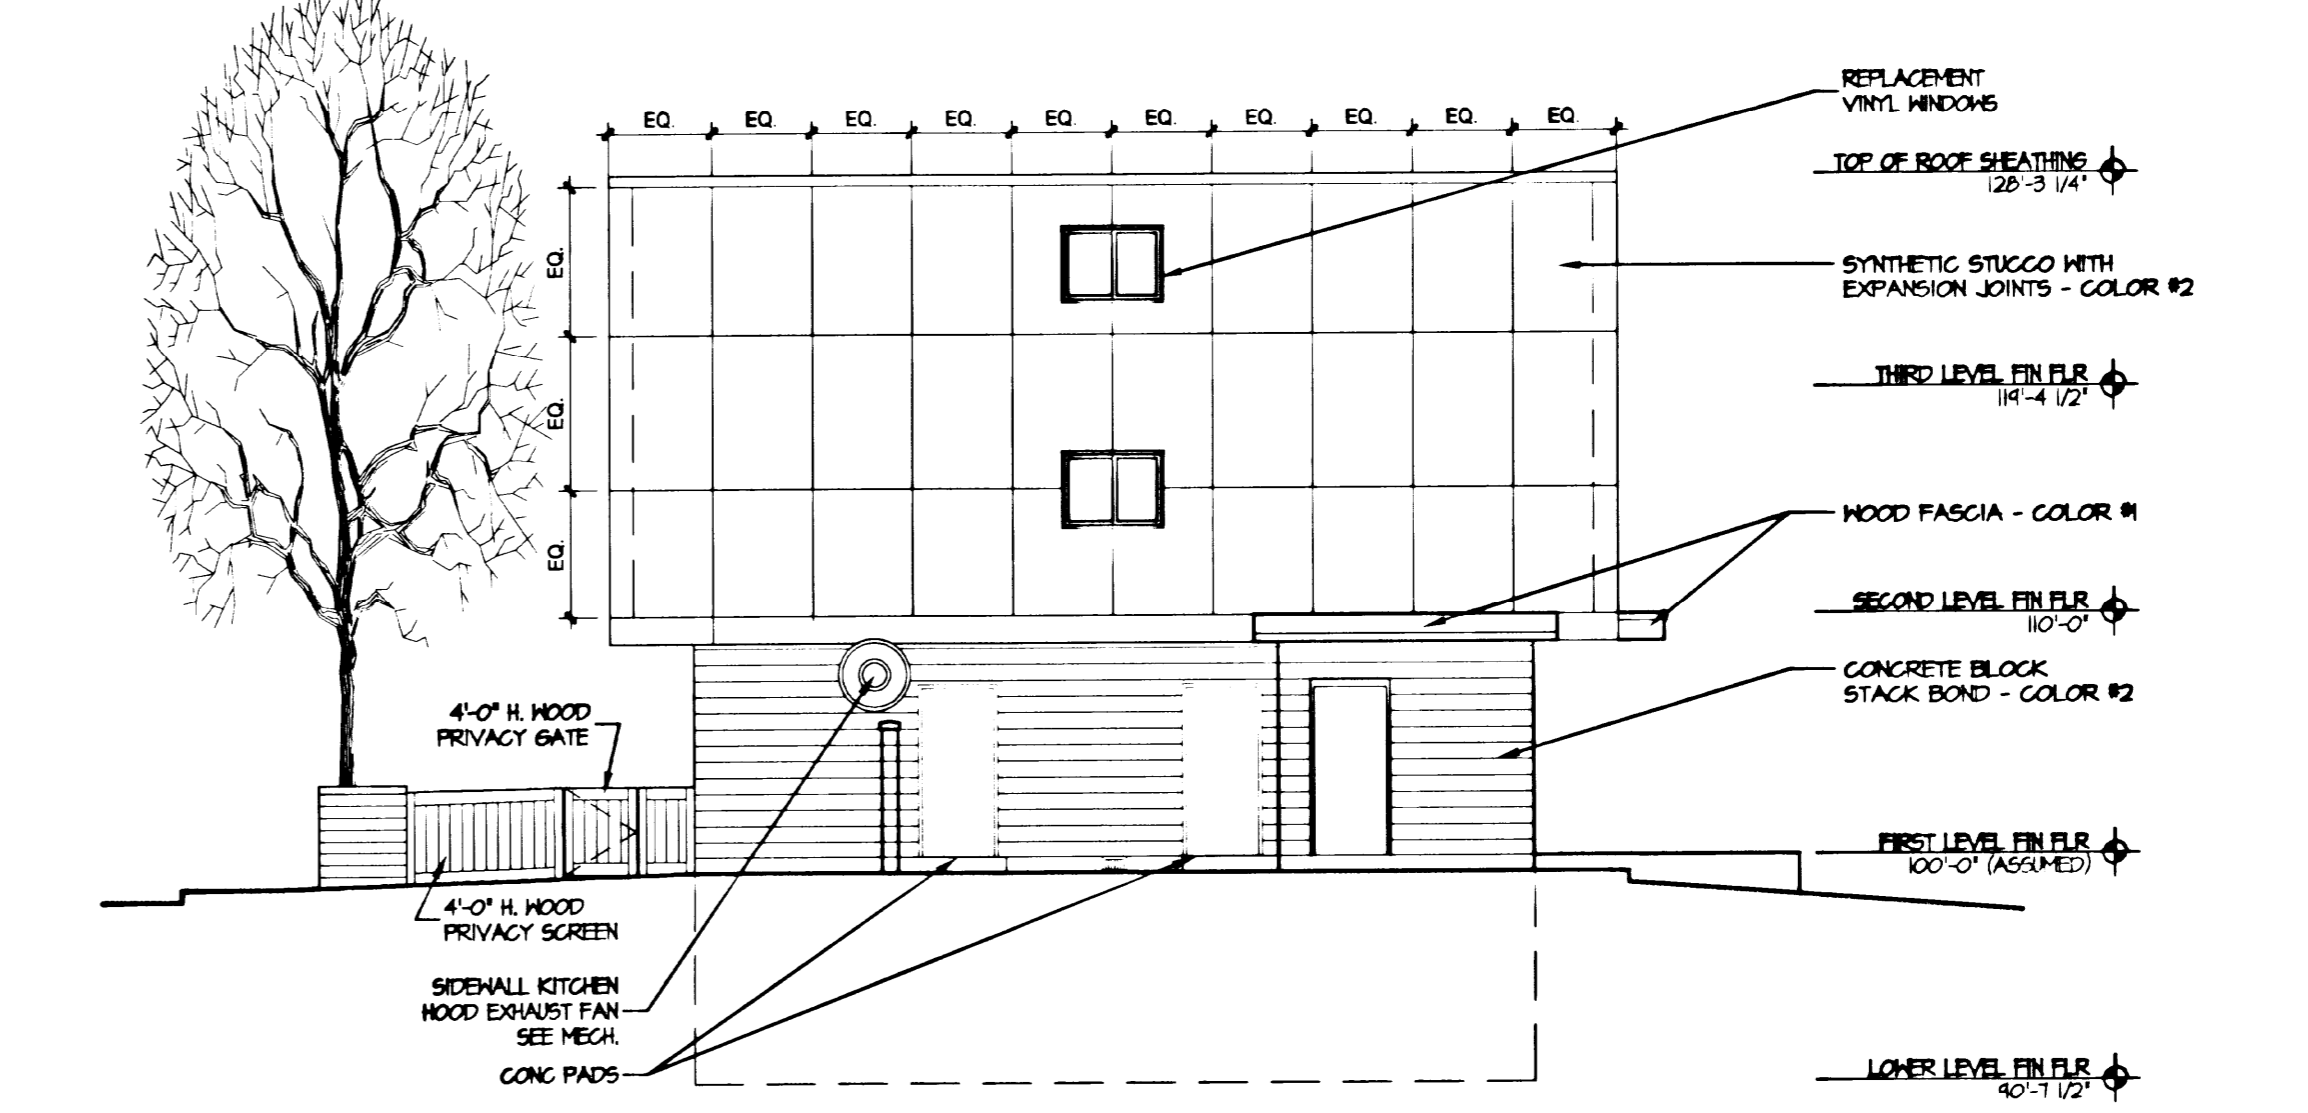 EQ. EQ. EQ. EQ. EQ. EQ. EQ. EQ. EQ. EQ.
REPLACEMENT
VINYL WINDOWS
TOP OF ROOF SHEATHING
128'-3 1/4"
EQ.
SYNTHETIC STUCCO WITH
EXPANSION JOINTS - COLOR #2
THIRD LEVEL FIN FLR
119'-4 1/2"
EQ.
WOOD FASCIA - COLOR #1
EQ.
SECOND LEVEL FIN FLR
110'-0"
CONCRETE BLOCK
STACK BOND - COLOR #2
4'-0" H. WOOD
PRIVACY GATE
FIRST LEVEL FIN FLR
100'-0" (ASSUMED)
4'-0" H. WOOD
PRIVACY SCREEN
SIDEWALL KITCHEN
HOOD EXHAUST FAN
SEE MECH.
CONC PADS
LOWER LEVEL FIN FLR
90'-7 1/2"